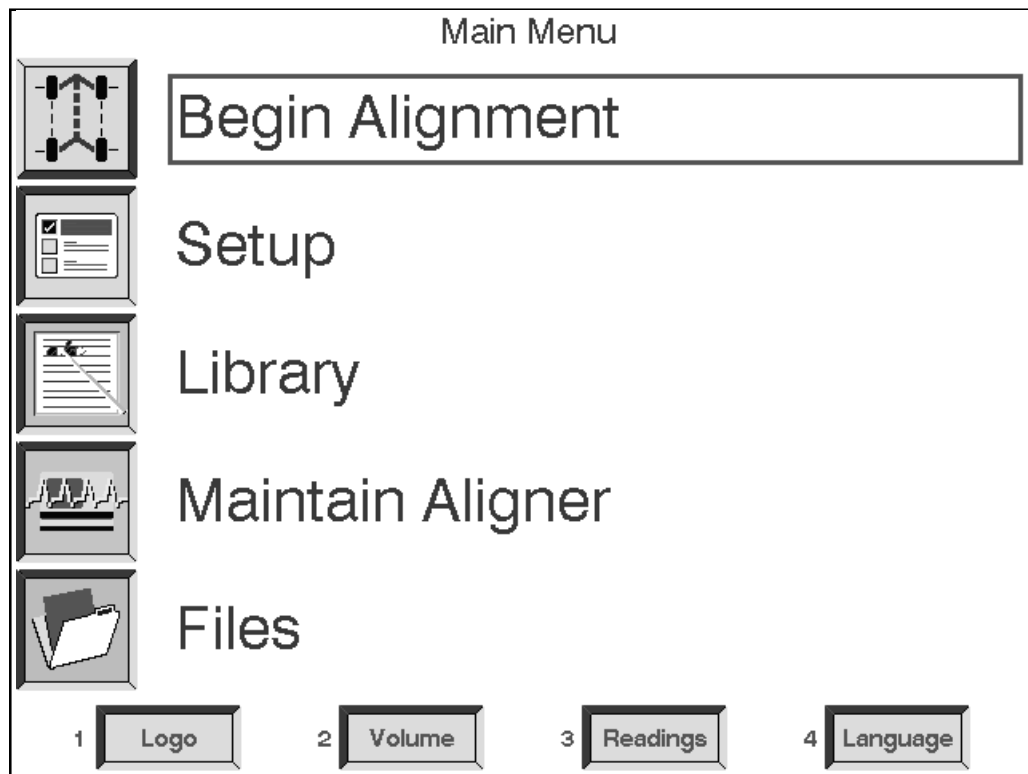 Main Menu
Begin Alignment
Setup
Library
Maintain Aligner
Files
1 Logo 2 Volume 3 Readings 4 Language